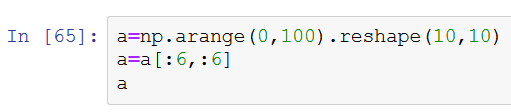 In [65]: a=np.arange(0,100).reshape(10,10)
a=a[:6,:6]
a